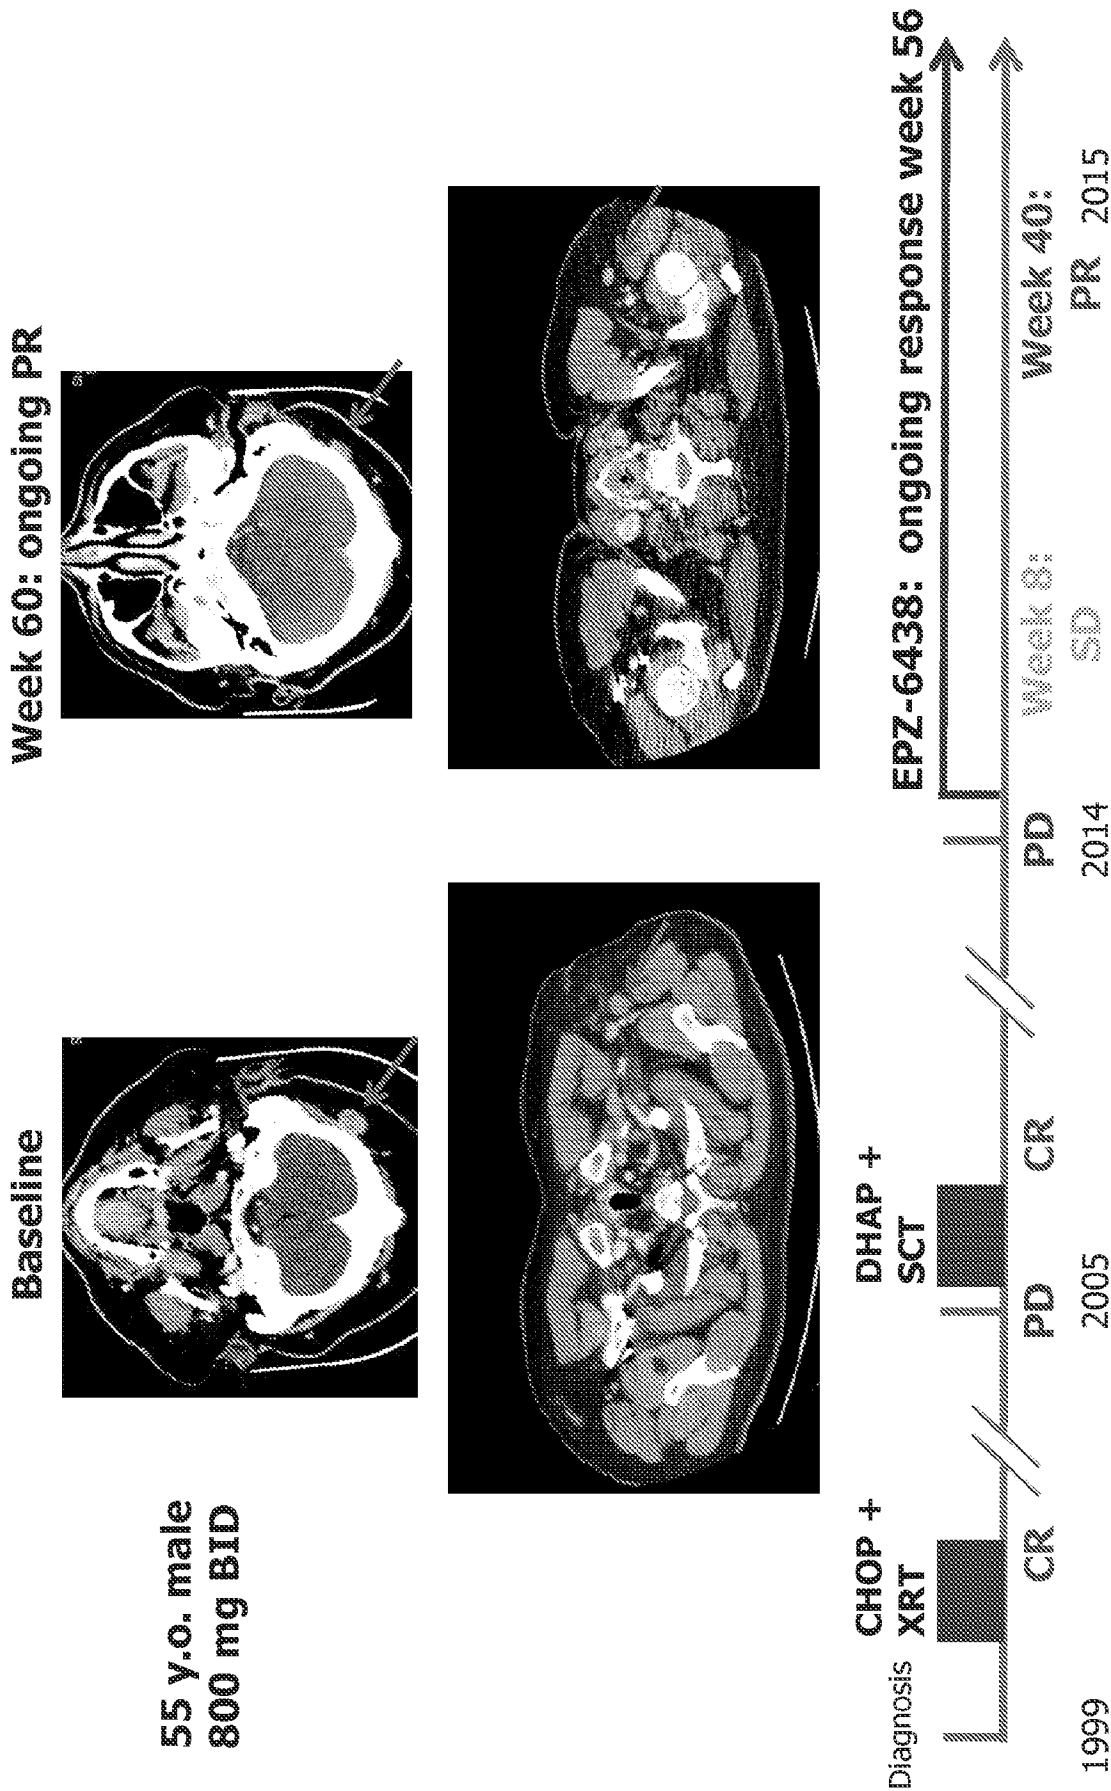 55 y.o. male
800 mg BID
Baseline
Week 60: ongoing PR
Diagnosis
CHOP +
XRT
DHAP +
SCT
EPZ-6438: ongoing response week 56
CR
PD
CR
PD
Week 8:
SD
Week 40:
PR
1999
2005
2014
2015